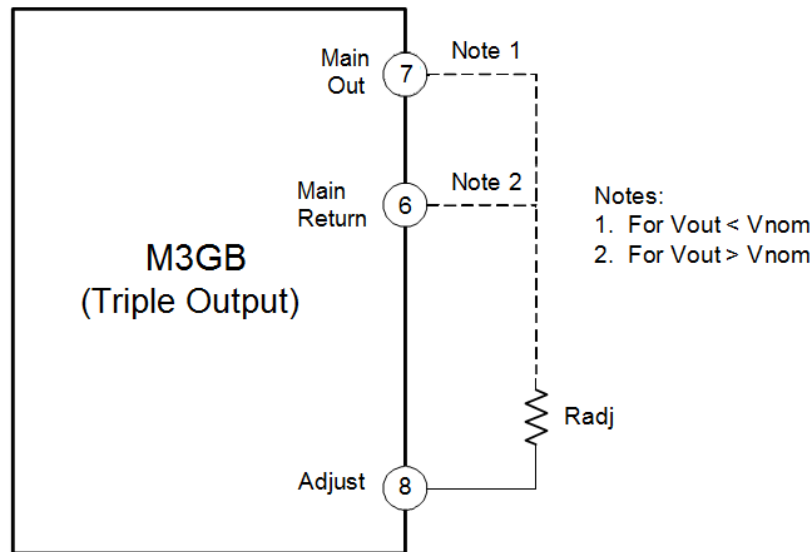 Main
Out
7
Note 1
Main
Return
6
Note 2
Notes:
1. For Vout < Vnom
2. For Vout > Vnom
M3GB
(Triple Output)
Radj
Adjust
8